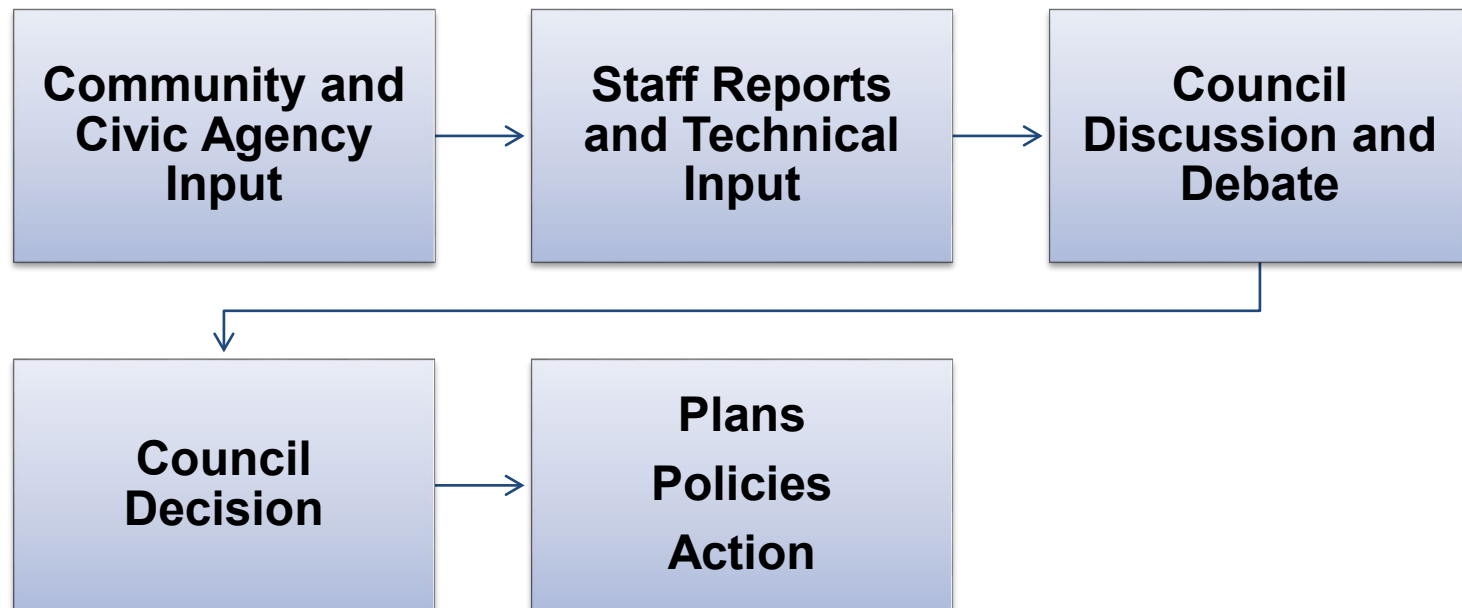 Community and
Civic Agency
Input
Staff Reports
and Technical
Input
Council
Discussion and
Debate
Council
Decision
Plans
Policies
Action